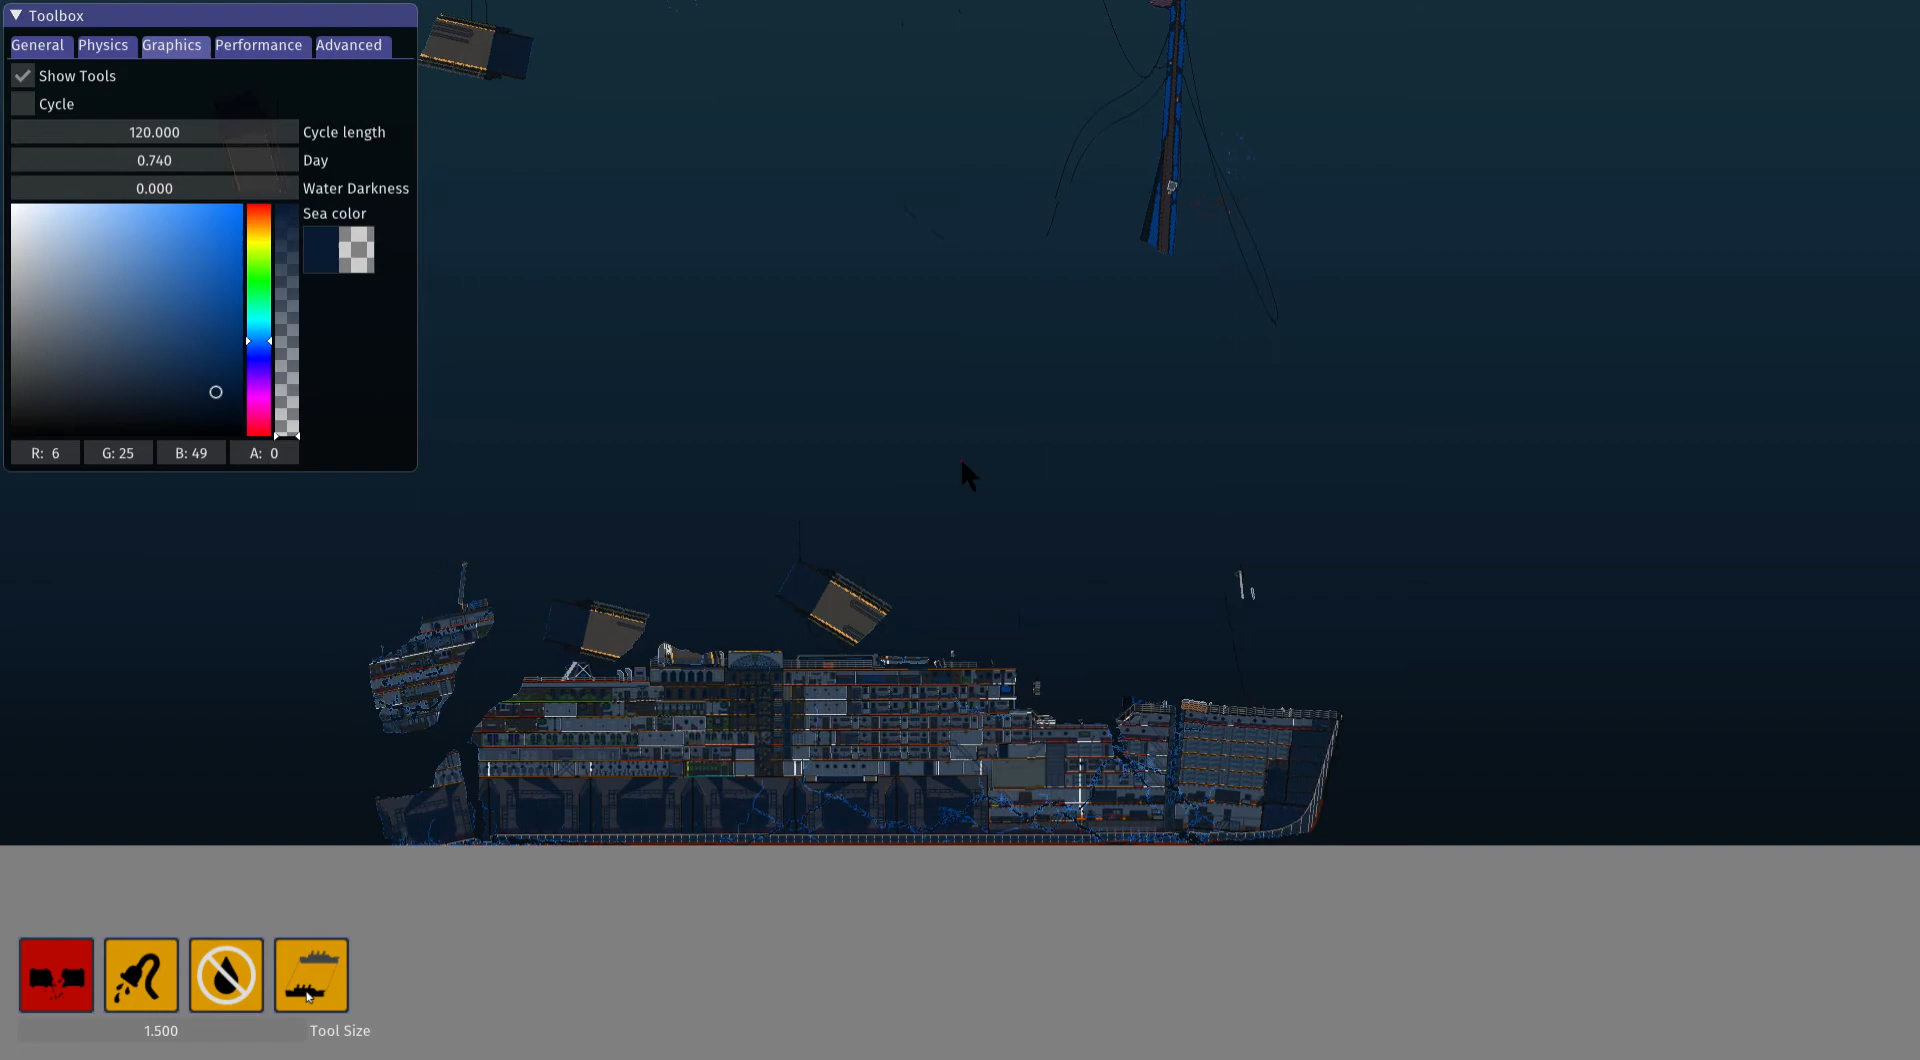 Toolbox
General Physics Graphics Performance Advanced
Show Tools
Cycle
120.000 Cycle length
0.740 Day
0.000 Water Darkness
Sea color
R: 6 G: 25 B: 49 A: 0
1.500 Tool Size